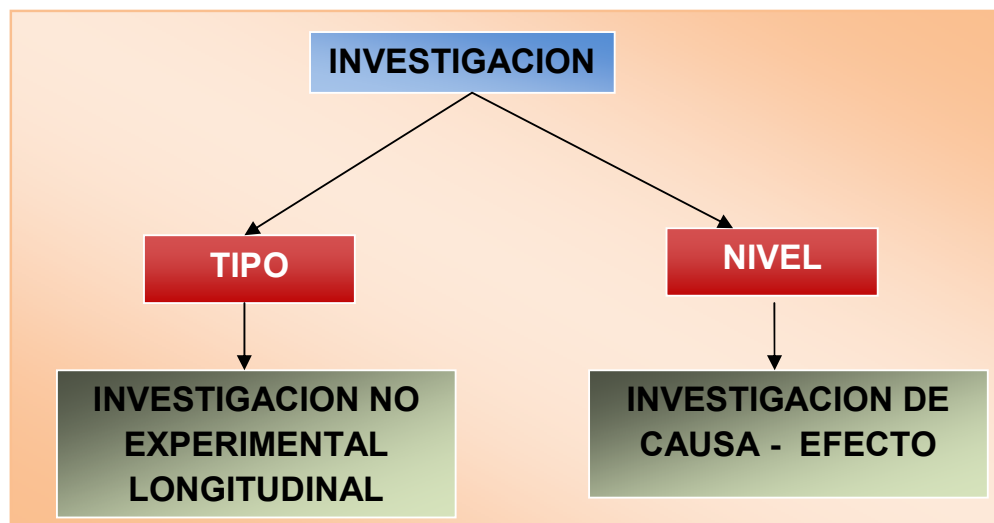 INVESTIGACION
TIPO
NIVEL
INVESTIGACION NO
EXPERIMENTAL
LONGITUDINAL
INVESTIGACION DE
CAUSA - EFECTO